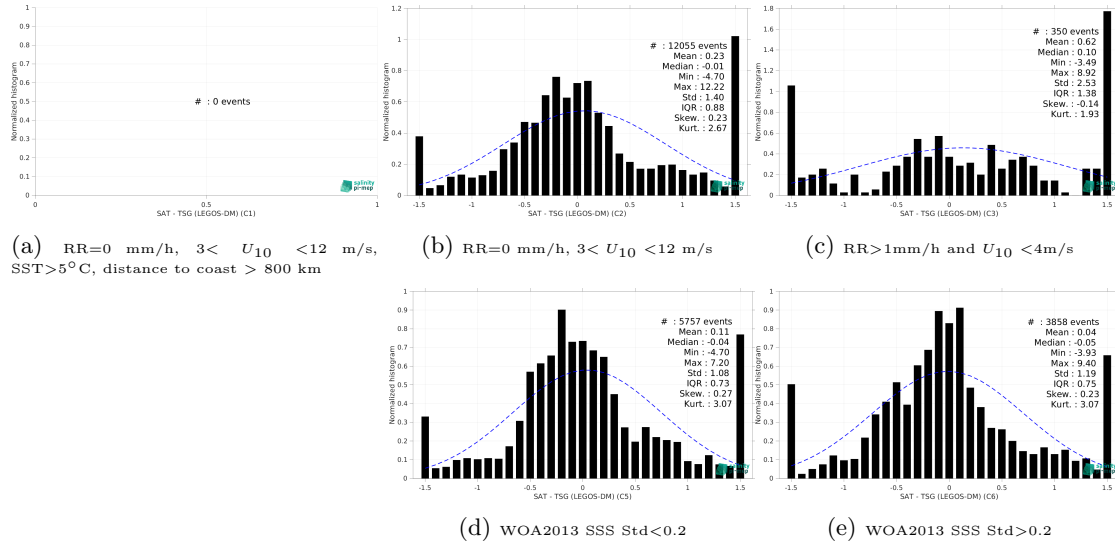 1
0.9
0.8
0.7
0.6
0.5
0.4
0.3
0.2
0.1
0
Normalized histogram
# : 0 events
salinity
pi-mep
0 0.5 1
SAT - TSG (LEGOS-DM) (C1)
(a) RR=0 mm/h, 3< U10 <12 m/s,
SST>5°C, distance to coast > 800 km
1.2
1
0.8
0.6
0.4
0.2
0
Normalized histogram
# : 12055 events
Mean : 0.23
Median : -0.01
Min : -4.70
Max : 12.22
Std : 1.40
IQR : 0.88
Skew. : 0.23
Kurt. : 2.67
salinity
pi-mep
-1.5 -1 -0.5 0 0.5 1 1.5
SAT - TSG (LEGOS-DM) (C2)
(b) RR=0 mm/h, 3< U10 <12 m/s
1.8
1.6
1.4
1.2
1
0.8
0.6
0.4
0.2
0
Normalized histogram
# : 350 events
Mean : 0.62
Median : 0.10
Min : -3.49
Max : 8.92
Std : 2.53
IQR : 1.38
Skew. : -0.14
Kurt. : 1.93
salinity
pi-mep
-1.5 -1 -0.5 0 0.5 1 1.5
SAT - TSG (LEGOS-DM) (C3)
(c) RR>1mm/h and U10 <4m/s
1
0.9
0.8
0.7
0.6
0.5
0.4
0.3
0.2
0.1
0
Normalized histogram
# : 5757 events
Mean : 0.11
Median : -0.04
Min : -4.70
Max : 7.20
Std : 1.08
IQR : 0.73
Skew. : 0.27
Kurt. : 3.07
salinity
pi-mep
-1.5 -1 -0.5 0 0.5 1 1.5
SAT - TSG (LEGOS-DM) (C5)
(d) WOA2013 SSS Std<0.2
1
0.9
0.8
0.7
0.6
0.5
0.4
0.3
0.2
0.1
0
Normalized histogram
# : 3858 events
Mean : 0.04
Median : -0.05
Min : -3.93
Max : 9.40
Std : 1.19
IQR : 0.75
Skew. : 0.23
Kurt. : 3.07
salinity
pi-mep
-1.5 -1 -0.5 0 0.5 1 1.5
SAT - TSG (LEGOS-DM) (C6)
(e) WOA2013 SSS Std>0.2